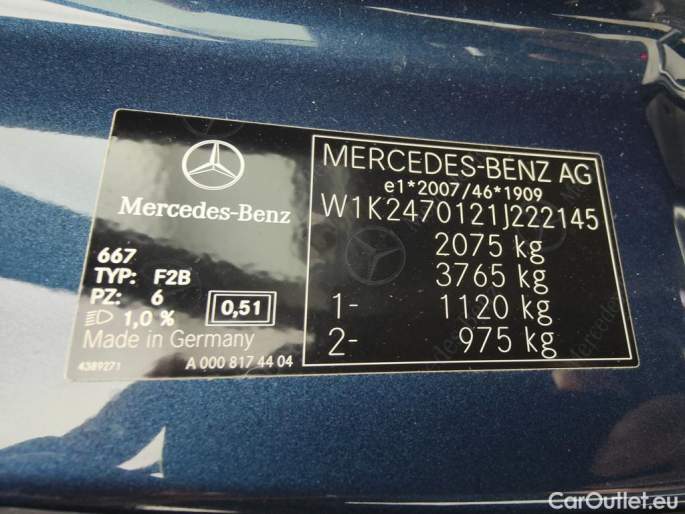 Mercedes-Benz
667
TYP: F2B
PZ: 6
0,51
1,0 %
Made in Germany
4389271
A 000 817 44 04
MERCEDES-BENZ AG
e1*2007/46*1909
W1K2470121J222145
2075 kg
3765 kg
1- 1120 kg
2- 975 kg
CarOutlet.eu